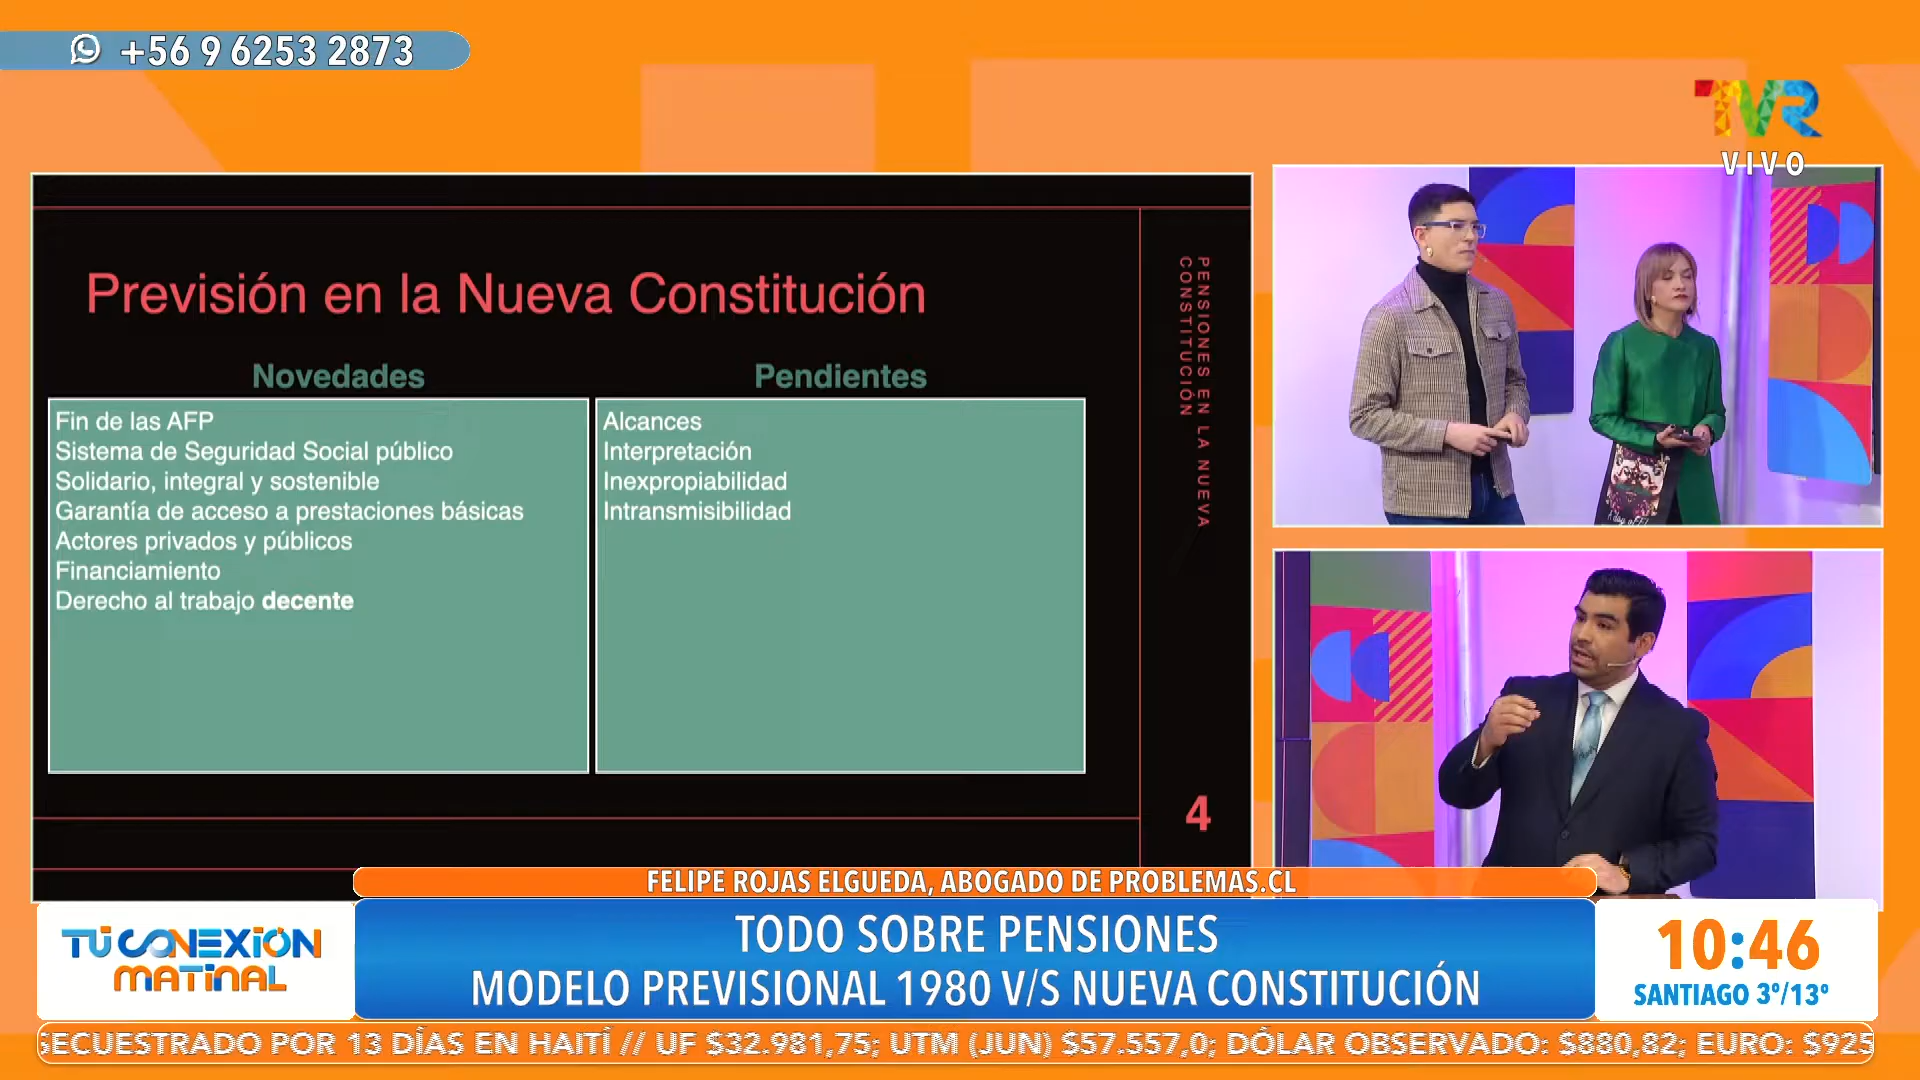 +56 9 6253 2873
TVR
VIVO
Previsión en la Nueva Constitución
PENSIONES EN LA NUEVA
CONSTITUCIÓN
Novedades
Fin de las AFP
Sistema de Seguridad Social público
Solidario, integral y sostenible
Garantía de acceso a prestaciones básicas
Actores privados y públicos
Financiamiento
Derecho al trabajo decente
Pendientes
Alcances
Interpretación
Inexpropiabilidad
Intransmisibilidad
4
FELIPE ROJAS ELGUEDA, ABOGADO DE PROBLEMAS.CL
TÚ CONEXIÓN
MATINAL
TODO SOBRE PENSIONES
MODELO PREVISIONAL 1980 V/S NUEVA CONSTITUCIÓN
10:46
SANTIAGO 3º/13º
SECUESTRADO POR 13 DÍAS EN HAITÍ // UF $32.981,75; UTM (JUN) $57.557,0; DÓLAR OBSERVADO: $880,82; EURO: $925